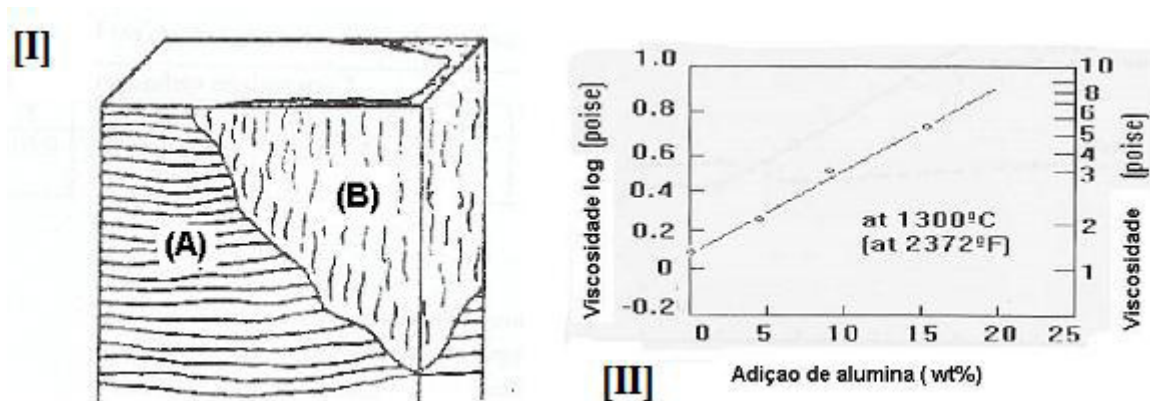 [I]
(A)
(B)
Viscosidade log (poise)
1.0
0.8
0.6
0.4
0.2
0
-0.2
at 1300ºC
(at 2372ºF)
10
8
6
5
4
3
2
1
Viscosidade (poise)
0 5 10 15 20 25
[II]
Adiçao de alumina ( wt%)